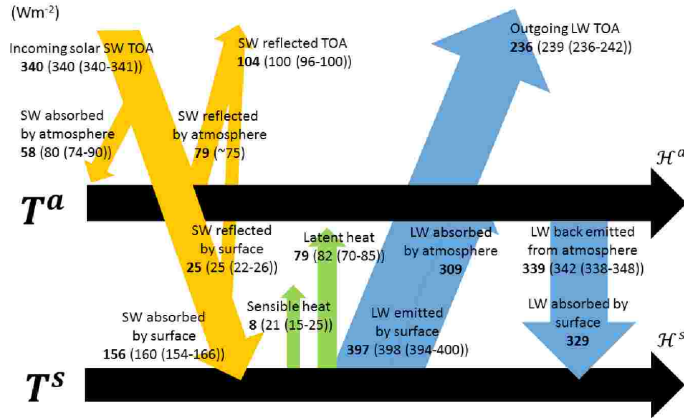 (Wm-2)
Incoming solar SW TOA
340 (340 (340-341))
SW reflected TOA
104 (100 (96-100))
Outgoing LW TOA
236 (239 (236-242))
SW absorbed
by atmosphere
58 (80 (74-90))
SW reflected
by atmosphere
79 (~75)
ℋᵃ
Tᵃ
SW reflected
by surface
25 (25 (22-26))
Latent heat
79 (82 (70-85))
LW absorbed
by atmosphere
309
LW back emitted
from atmosphere
339 (342 (338-348))
Sensible heat
8 (21 (15-25))
SW absorbed
by surface
156 (160 (154-166))
LW emitted
by surface
397 (398 (394-400))
LW absorbed by
surface
329
ℋˢ
Tˢ